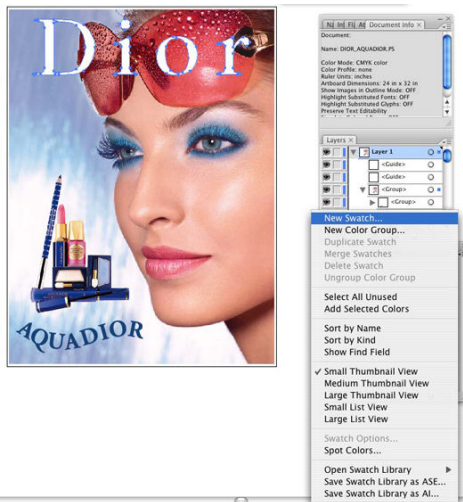 Dior
AQUADIOR
Document Info
Document:
Name: DIOR_AQUADIOR.PS
Color Mode: CMYK color
Color Profile: none
Ruler Units: inches
Artboard Dimensions: 24 in x 32 in
Show Images in Outline Mode: OFF
Highlight Substituted Fonts: OFF
Highlight Substituted Glyphs: OFF
Preserve Text Editability
Layers
Layer 1
<Guide>
<Guide>
<Group>
<Group>
New Swatch...
New Color Group...
Duplicate Swatch
Merge Swatches
Delete Swatch
Ungroup Color Group
Select All Unused
Add Selected Colors
Sort by Name
Sort by Kind
Show Find Field
✓ Small Thumbnail View
Medium Thumbnail View
Large Thumbnail View
Small List View
Large List View
Swatch Options...
Spot Colors...
Open Swatch Library
Save Swatch Library as ASE...
Save Swatch Library as AI...